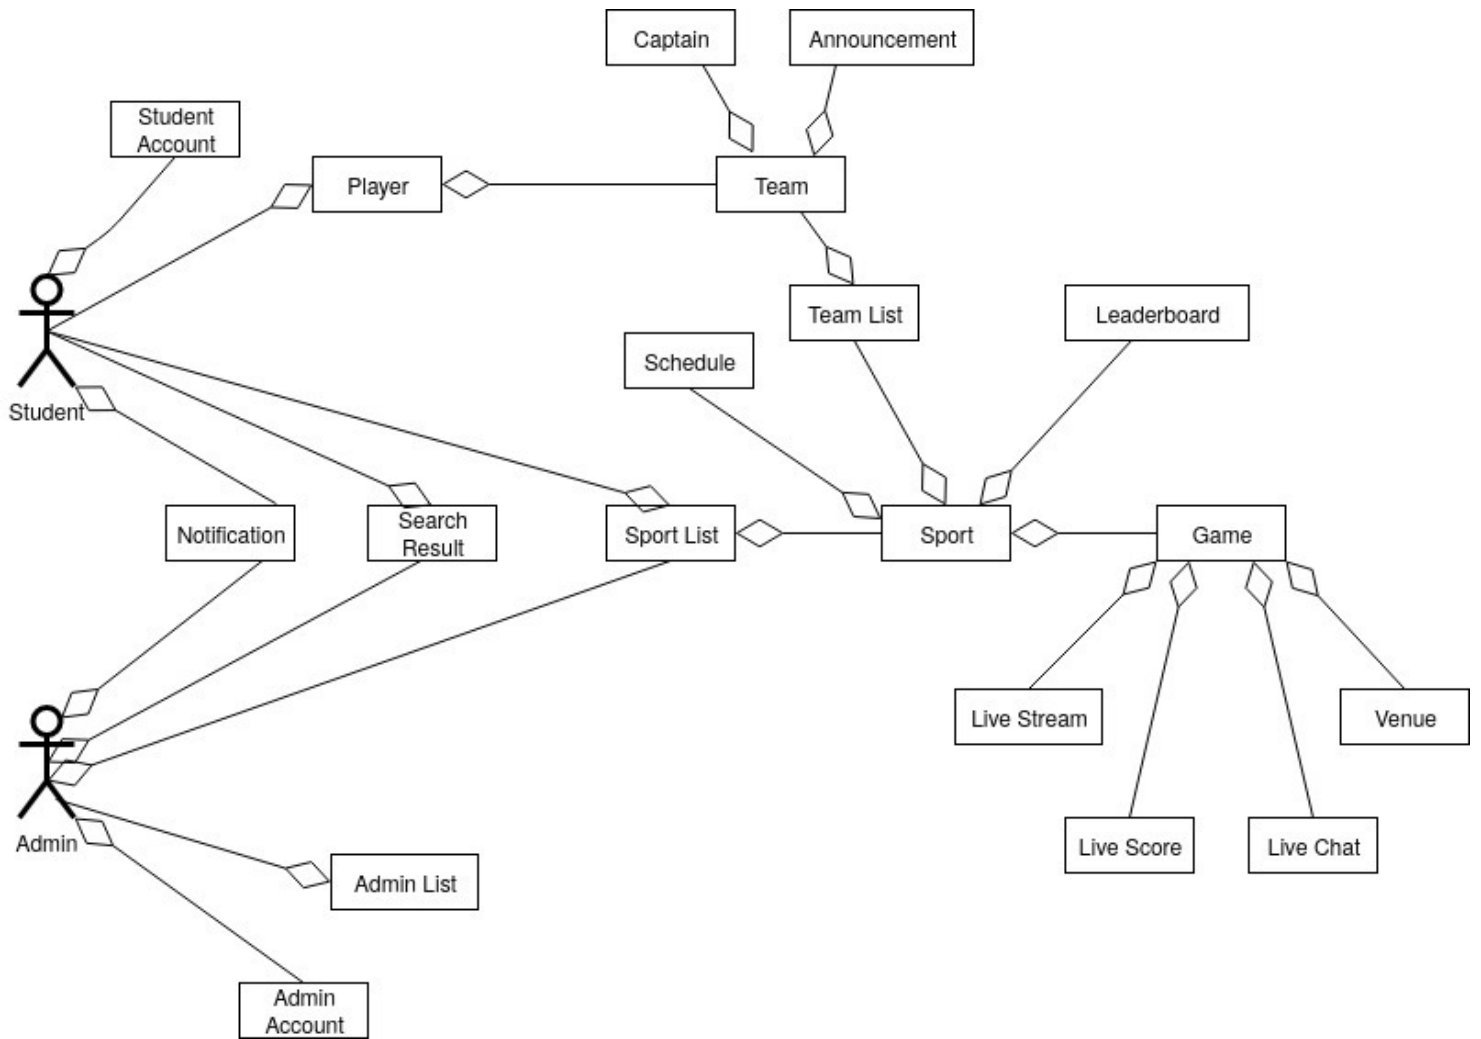 Captain
Announcement
Student
Account
Player
Team
Team List
Leaderboard
Schedule
Student
Notification
Search
Result
Sport List
Sport
Game
Live Stream
Venue
Admin
Live Score
Live Chat
Admin List
Admin
Account